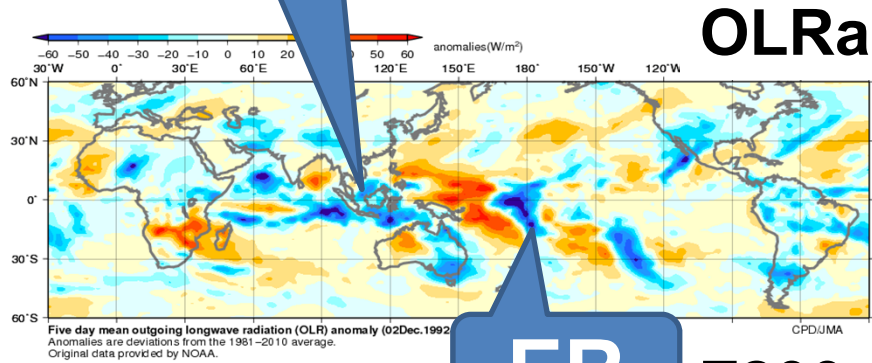 OLRa
-60 -50 -40 -30 -20 -10 0 10 20 50 60
anomalies(W/m²)
30°W 0° 30°E 60°E 120°E 150°E 180° 150°W 120°W
60°N
30°N
0°
30°S
60°S
Five day mean outgoing longwave radiation (OLR) anomaly (02Dec.1992
CPD/JMA
Anomalies are deviations from the 1981-2010 average.
Original data provided by NOAA.